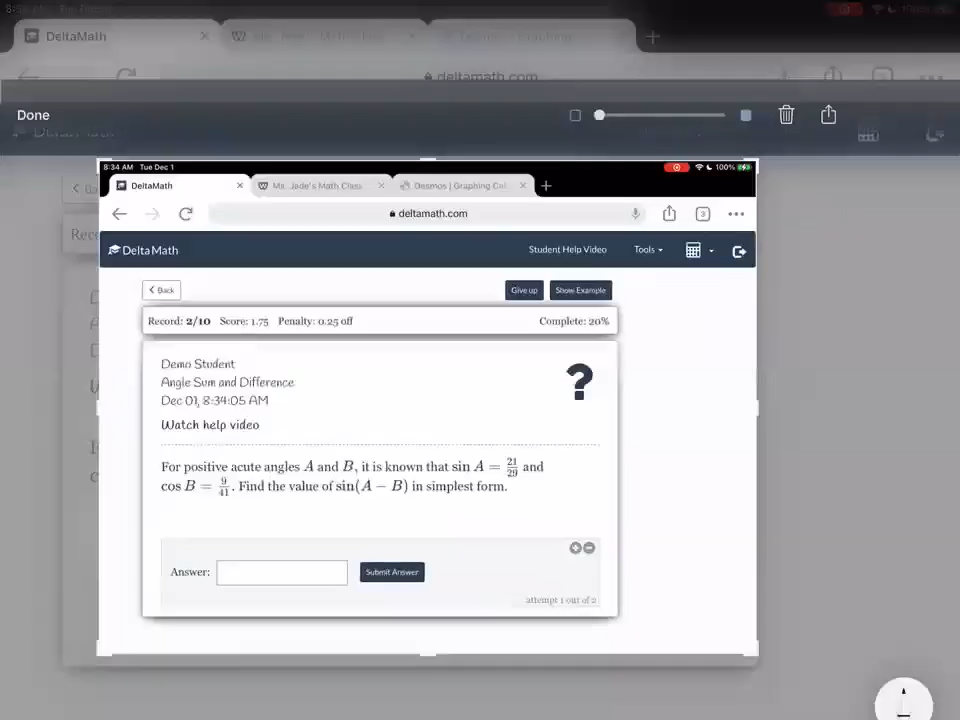 DeltaMath
deltamath.com
Done
8:34 AM Tue Dec 1
100%
DeltaMath
Ms. Jade's Math Class
Desmos | Graphing Cal
deltamath.com
3
DeltaMath
Student Help Video
Tools
Back
Give up
Show Example
Record: 2/10 Score: 1.75 Penalty: 0.25 off
Complete: 20%
Demo Student
Angle Sum and Difference
Dec 01, 8:34:05 AM
?
Watch help video
For positive acute angles A and B, it is known that sin A = 21/29 and
cos B = 9/41. Find the value of sin(A − B) in simplest form.
Answer:
Submit Answer
attempt 1 out of 2